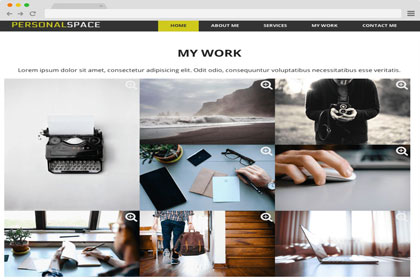 PERSONALSPACE
HOME ABOUT ME SERVICES MY WORK CONTACT ME
MY WORK
Lorem ipsum dolor sit amet, consectetur adipisicing elit. Odit odio, consequuntur voluptatibus necessitatibus esse veritatis.